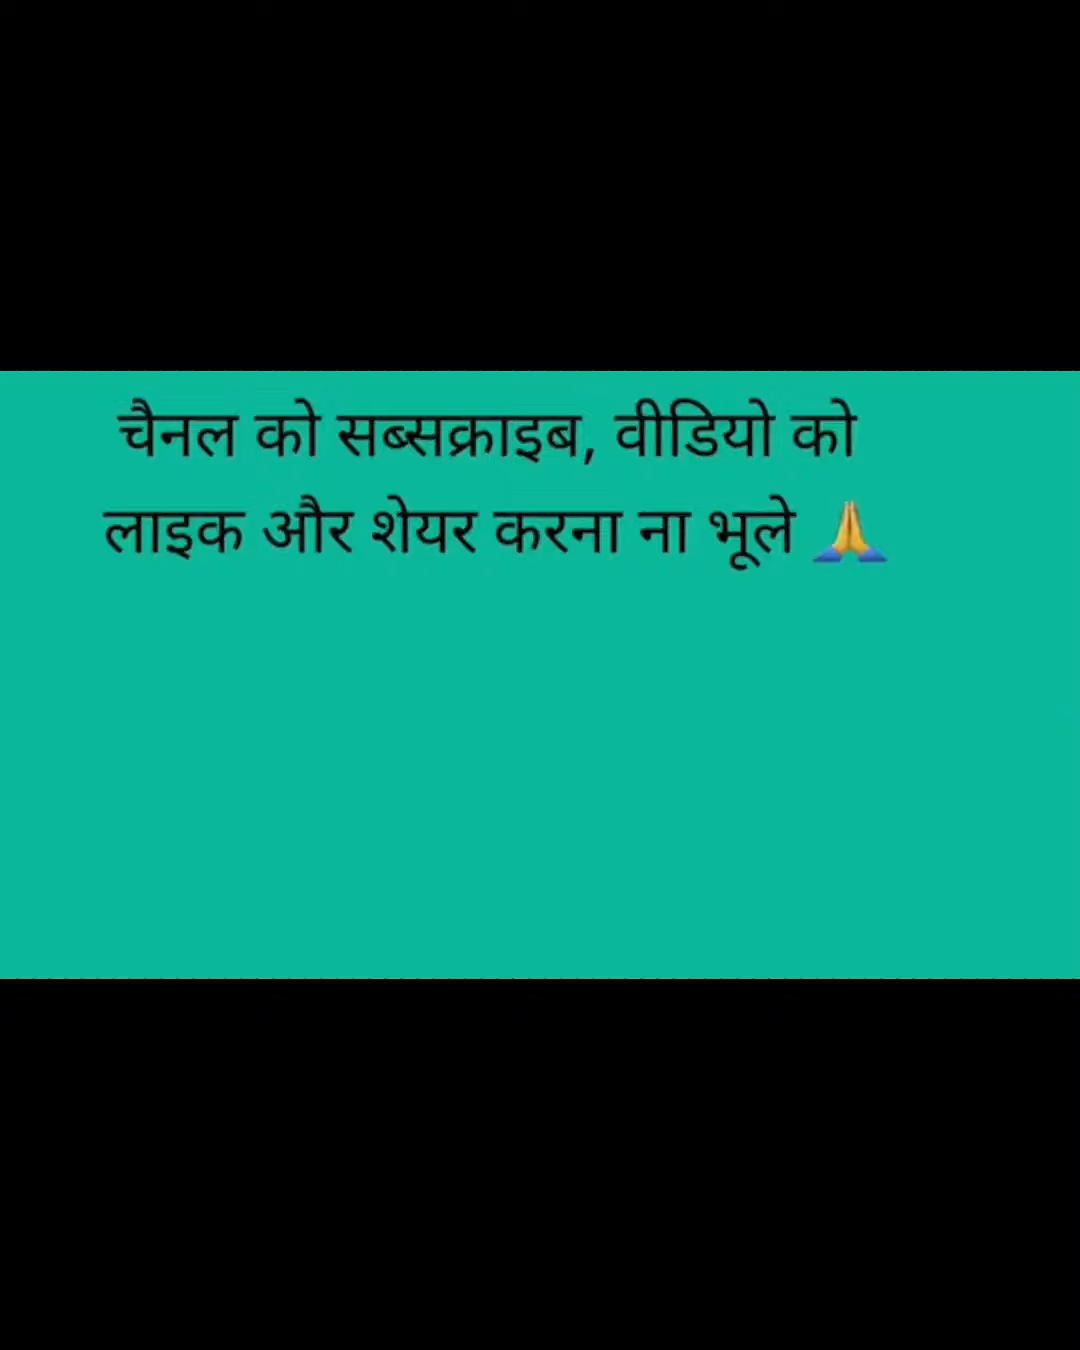 चैनल को सब्सक्राइब, वीडियो को
लाइक और शेयर करना ना भूले 🙏